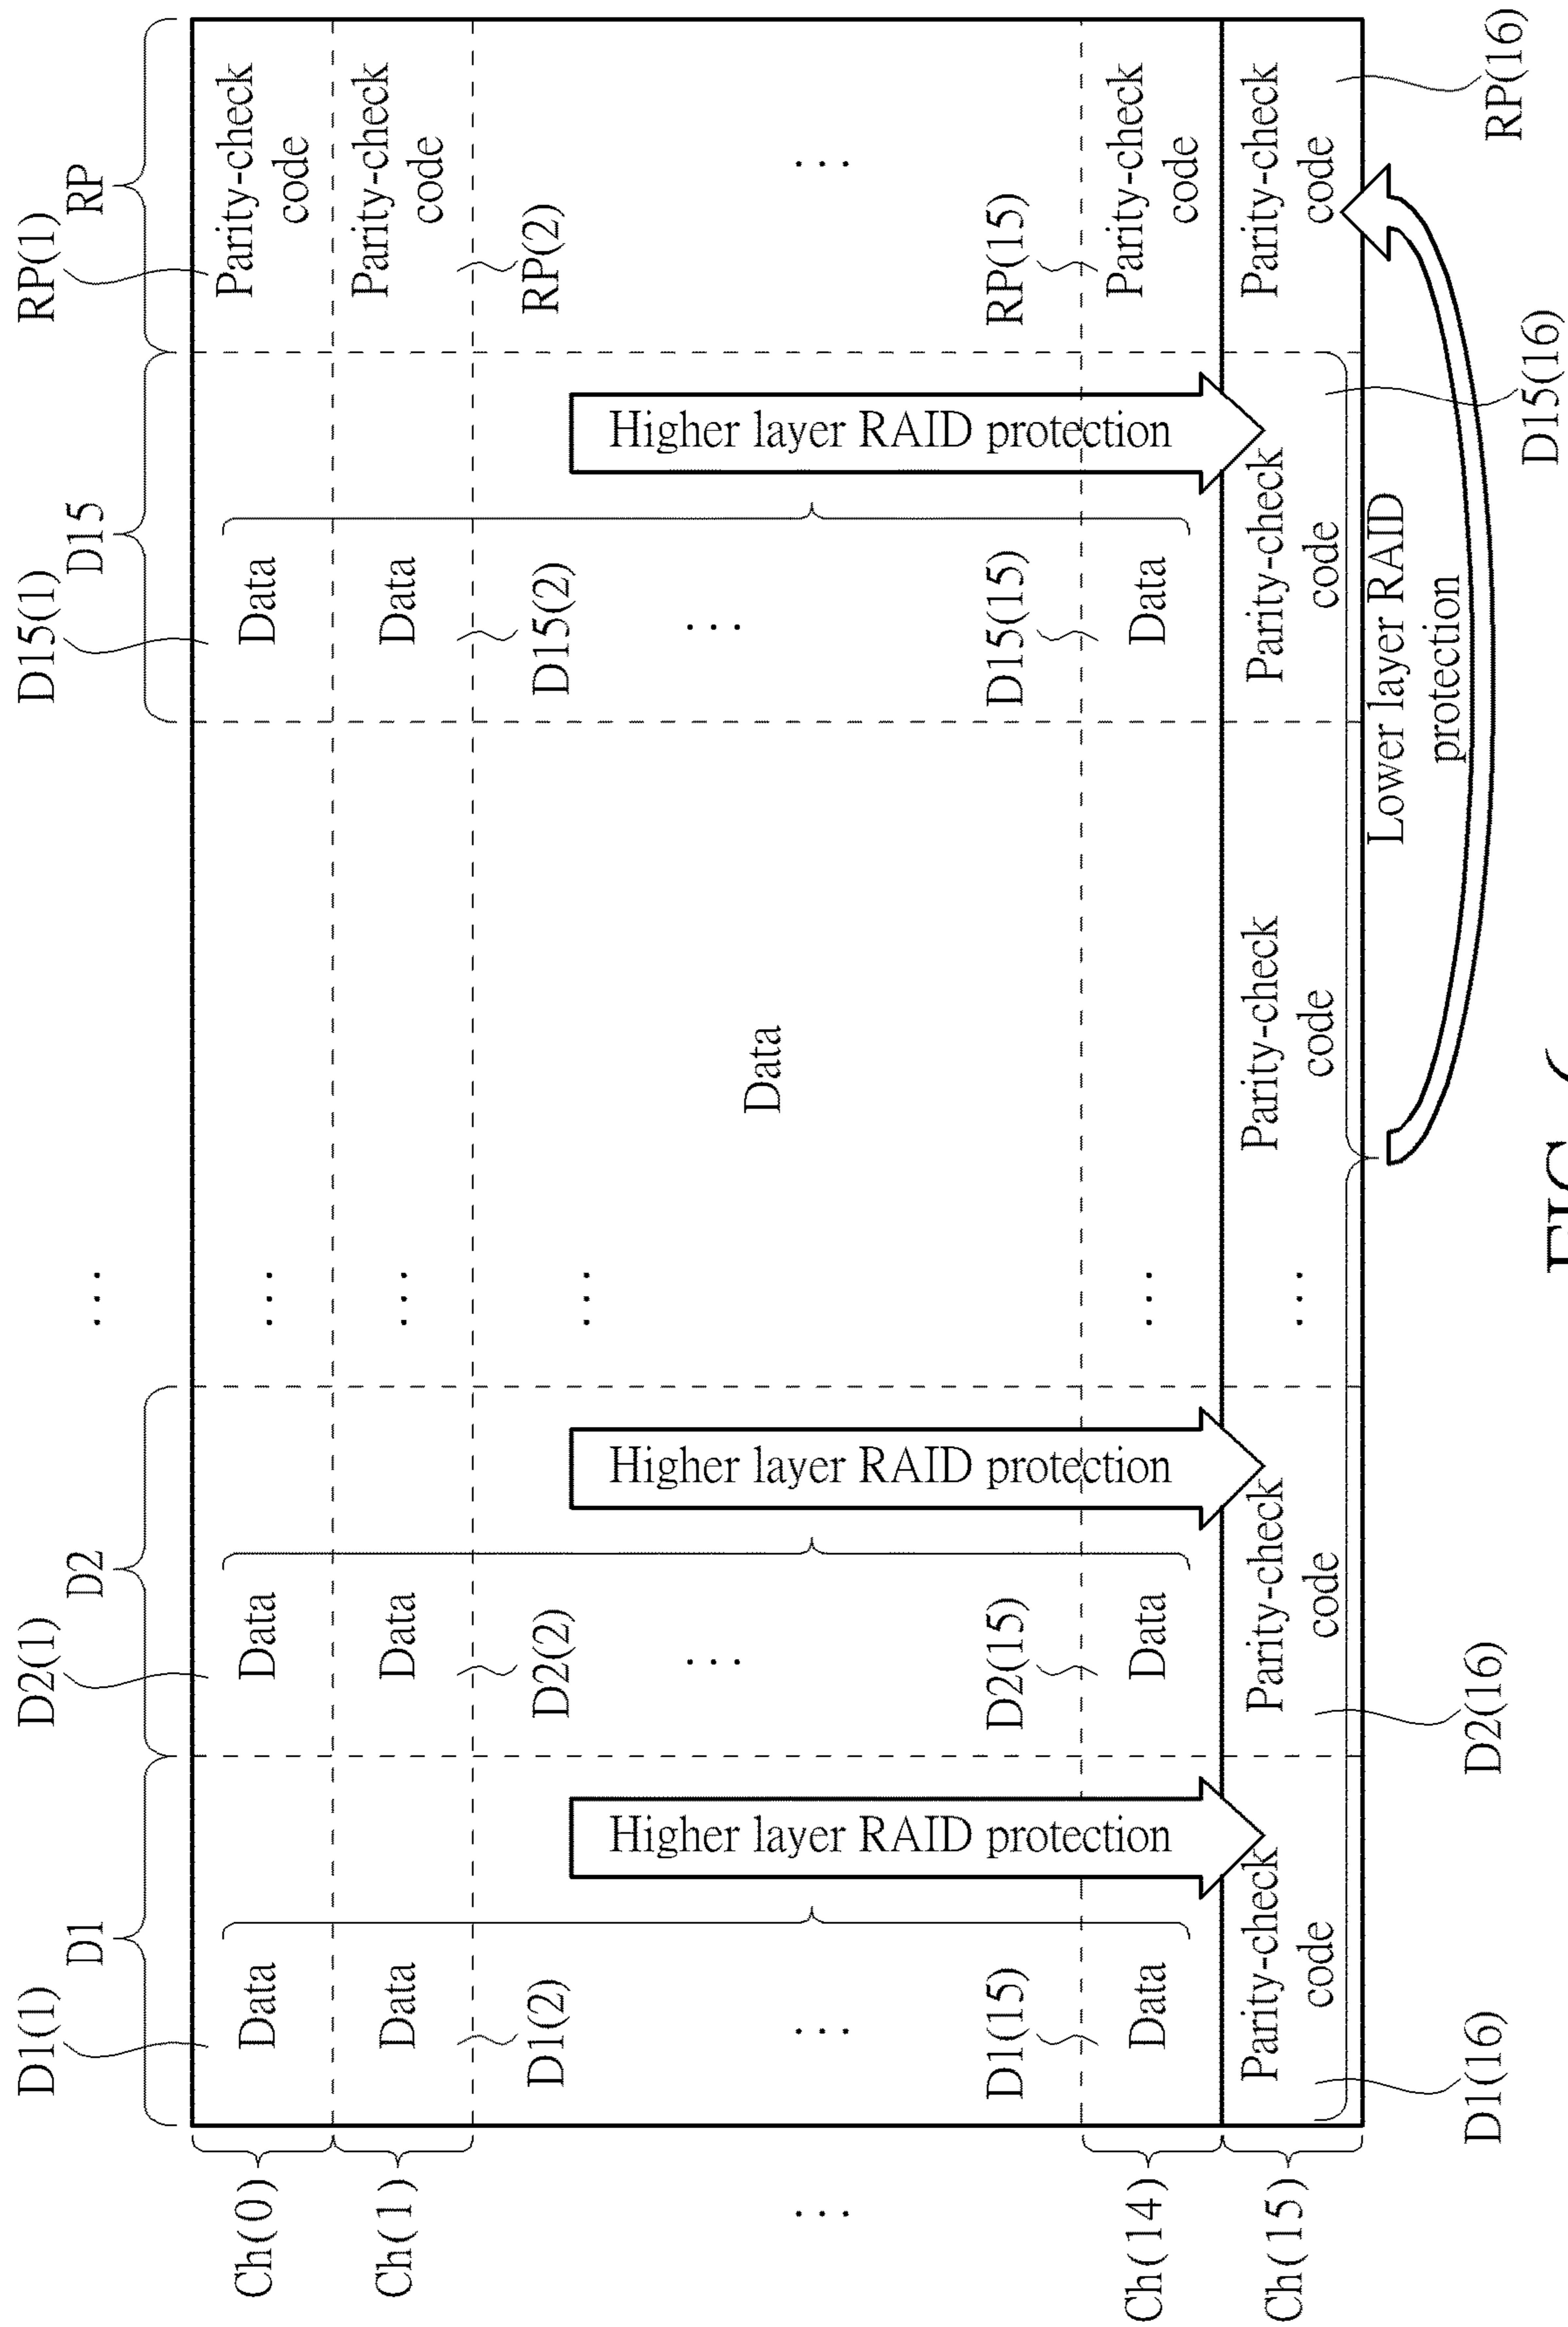 D1(1)
D2(1)
D15(1)
RP(1)
D1
D2
...
D15
RP
Ch(0)
Data
Data
...
Data
Parity-check
code
Ch(1)
Data
Data
...
Data
Parity-check
code
D1(2)
D2(2)
...
D15(2)
RP(2)
Higher layer RAID protection
Higher layer RAID protection
Higher layer RAID protection
...
...
...
Data
...
...
D1(15)
D2(15)
D15(15)
RP(15)
Ch(14)
Data
Data
...
Data
Parity-check
code
Ch(15)
Parity-check
code
Parity-check
code
...
Parity-check
code
Parity-check
code
Parity-check
code
Lower layer RAID
protection
D1(16)
D2(16)
D15(16)
RP(16)
FIG.